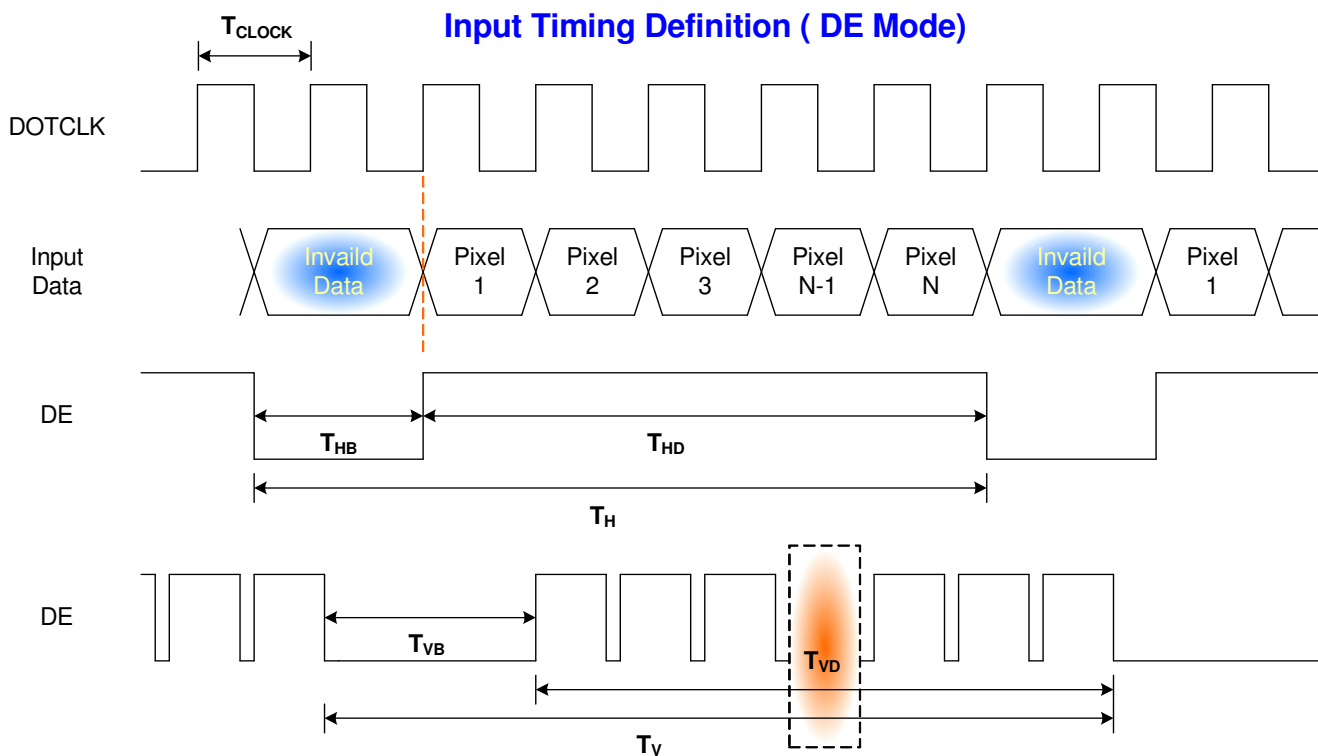 Input Timing Definition ( DE Mode)
TCLOCK
DOTCLK
Input
Data
Invaild
Data
Pixel
1
Pixel
2
Pixel
3
Pixel
N-1
Pixel
N
Invaild
Data
Pixel
1
DE
THB
THD
TH
DE
TVB
TVD
TV